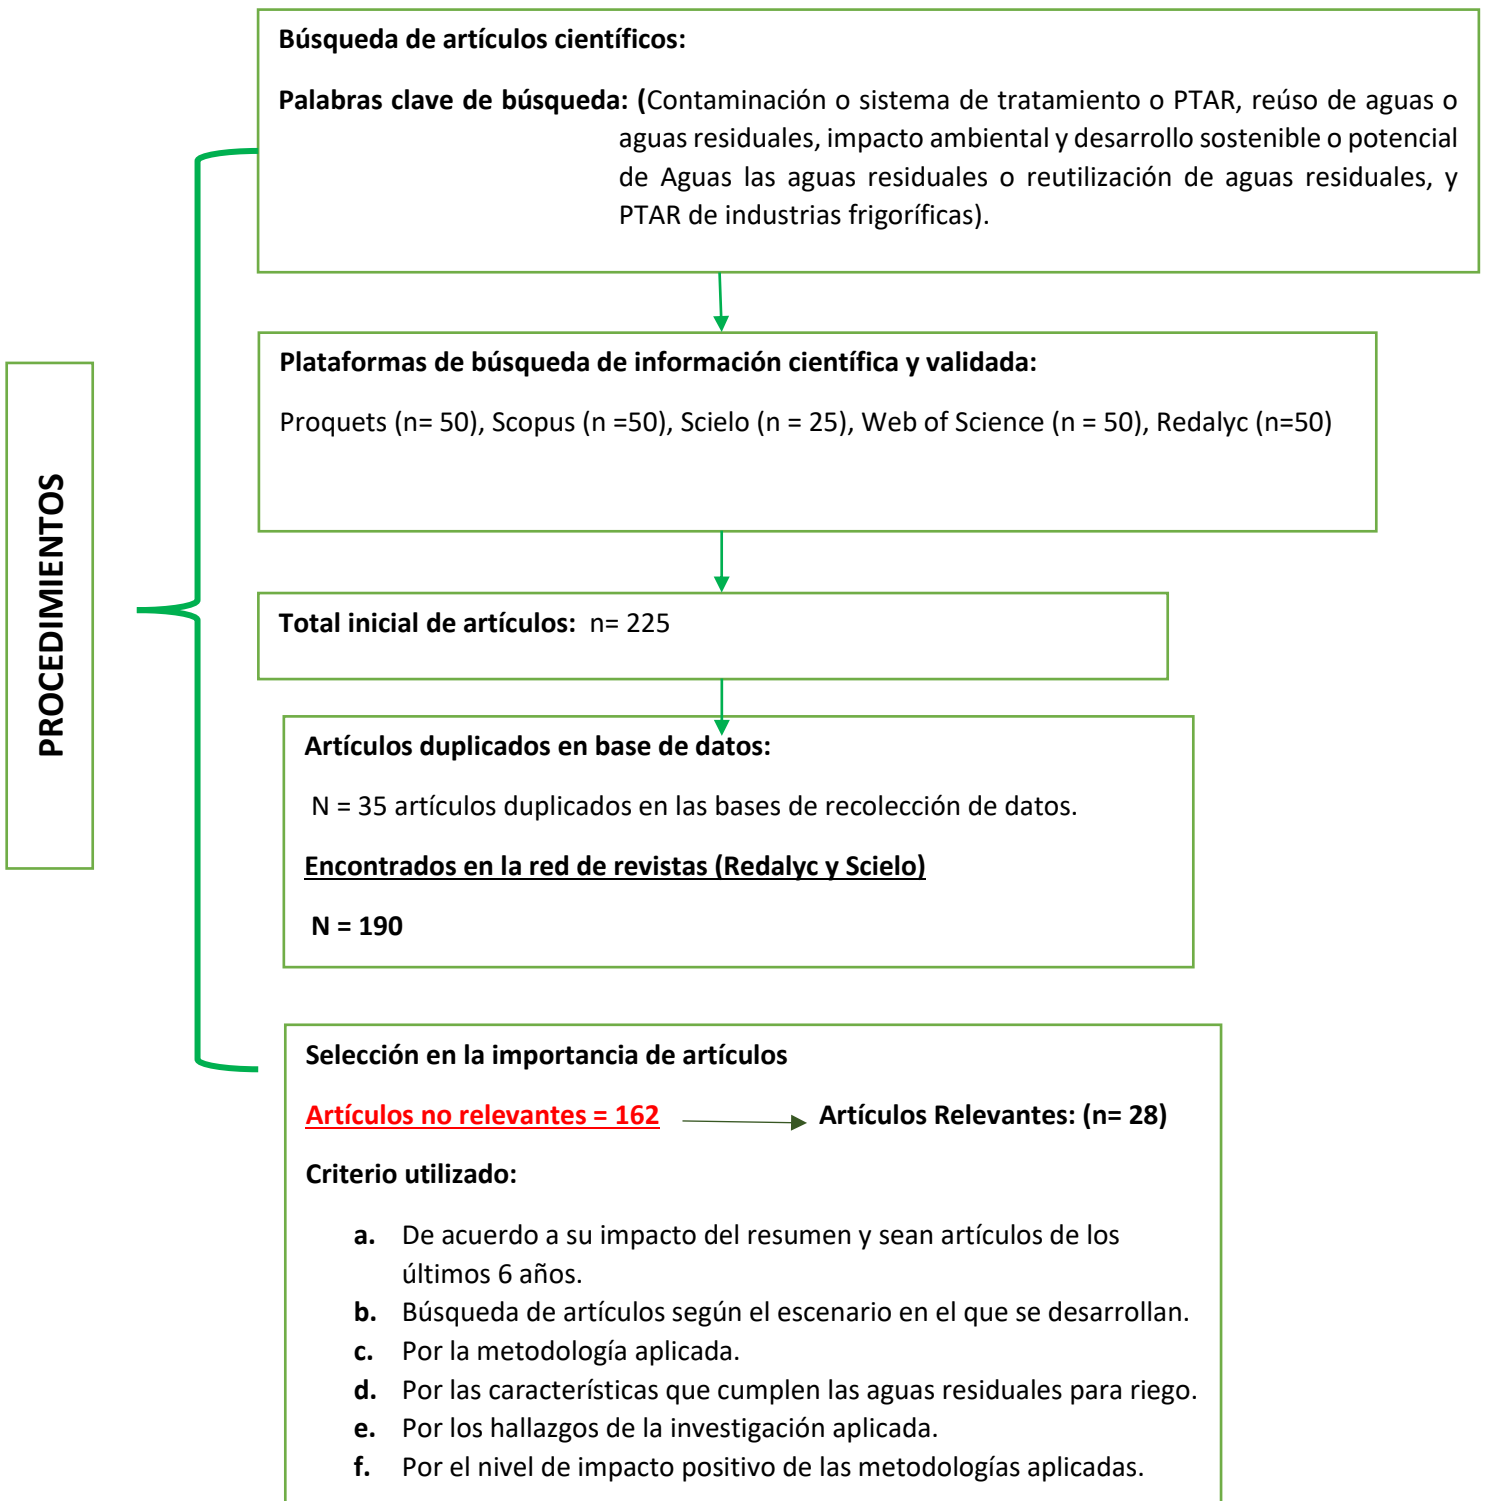 Búsqueda de artículos científicos:
Palabras clave de búsqueda: (Contaminación o sistema de tratamiento o PTAR, reúso de aguas o
aguas residuales, impacto ambiental y desarrollo sostenible o potencial
de Aguas las aguas residuales o reutilización de aguas residuales, y
PTAR de industrias frigoríficas).
Plataformas de búsqueda de información científica y validada:
Proquets (n= 50), Scopus (n =50), Scielo (n = 25), Web of Science (n = 50), Redalyc (n=50)
PROCEDIMIENTOS
Total inicial de artículos: n= 225
Artículos duplicados en base de datos:
N = 35 artículos duplicados en las bases de recolección de datos.
Encontrados en la red de revistas (Redalyc y Scielo)
N = 190
Selección en la importancia de artículos
Artículos no relevantes = 162 Artículos Relevantes: (n= 28)
Criterio utilizado:
a. De acuerdo a su impacto del resumen y sean artículos de los
últimos 6 años.
b. Búsqueda de artículos según el escenario en el que se desarrollan.
c. Por la metodología aplicada.
d. Por las características que cumplen las aguas residuales para riego.
e. Por los hallazgos de la investigación aplicada.
f. Por el nivel de impacto positivo de las metodologías aplicadas.